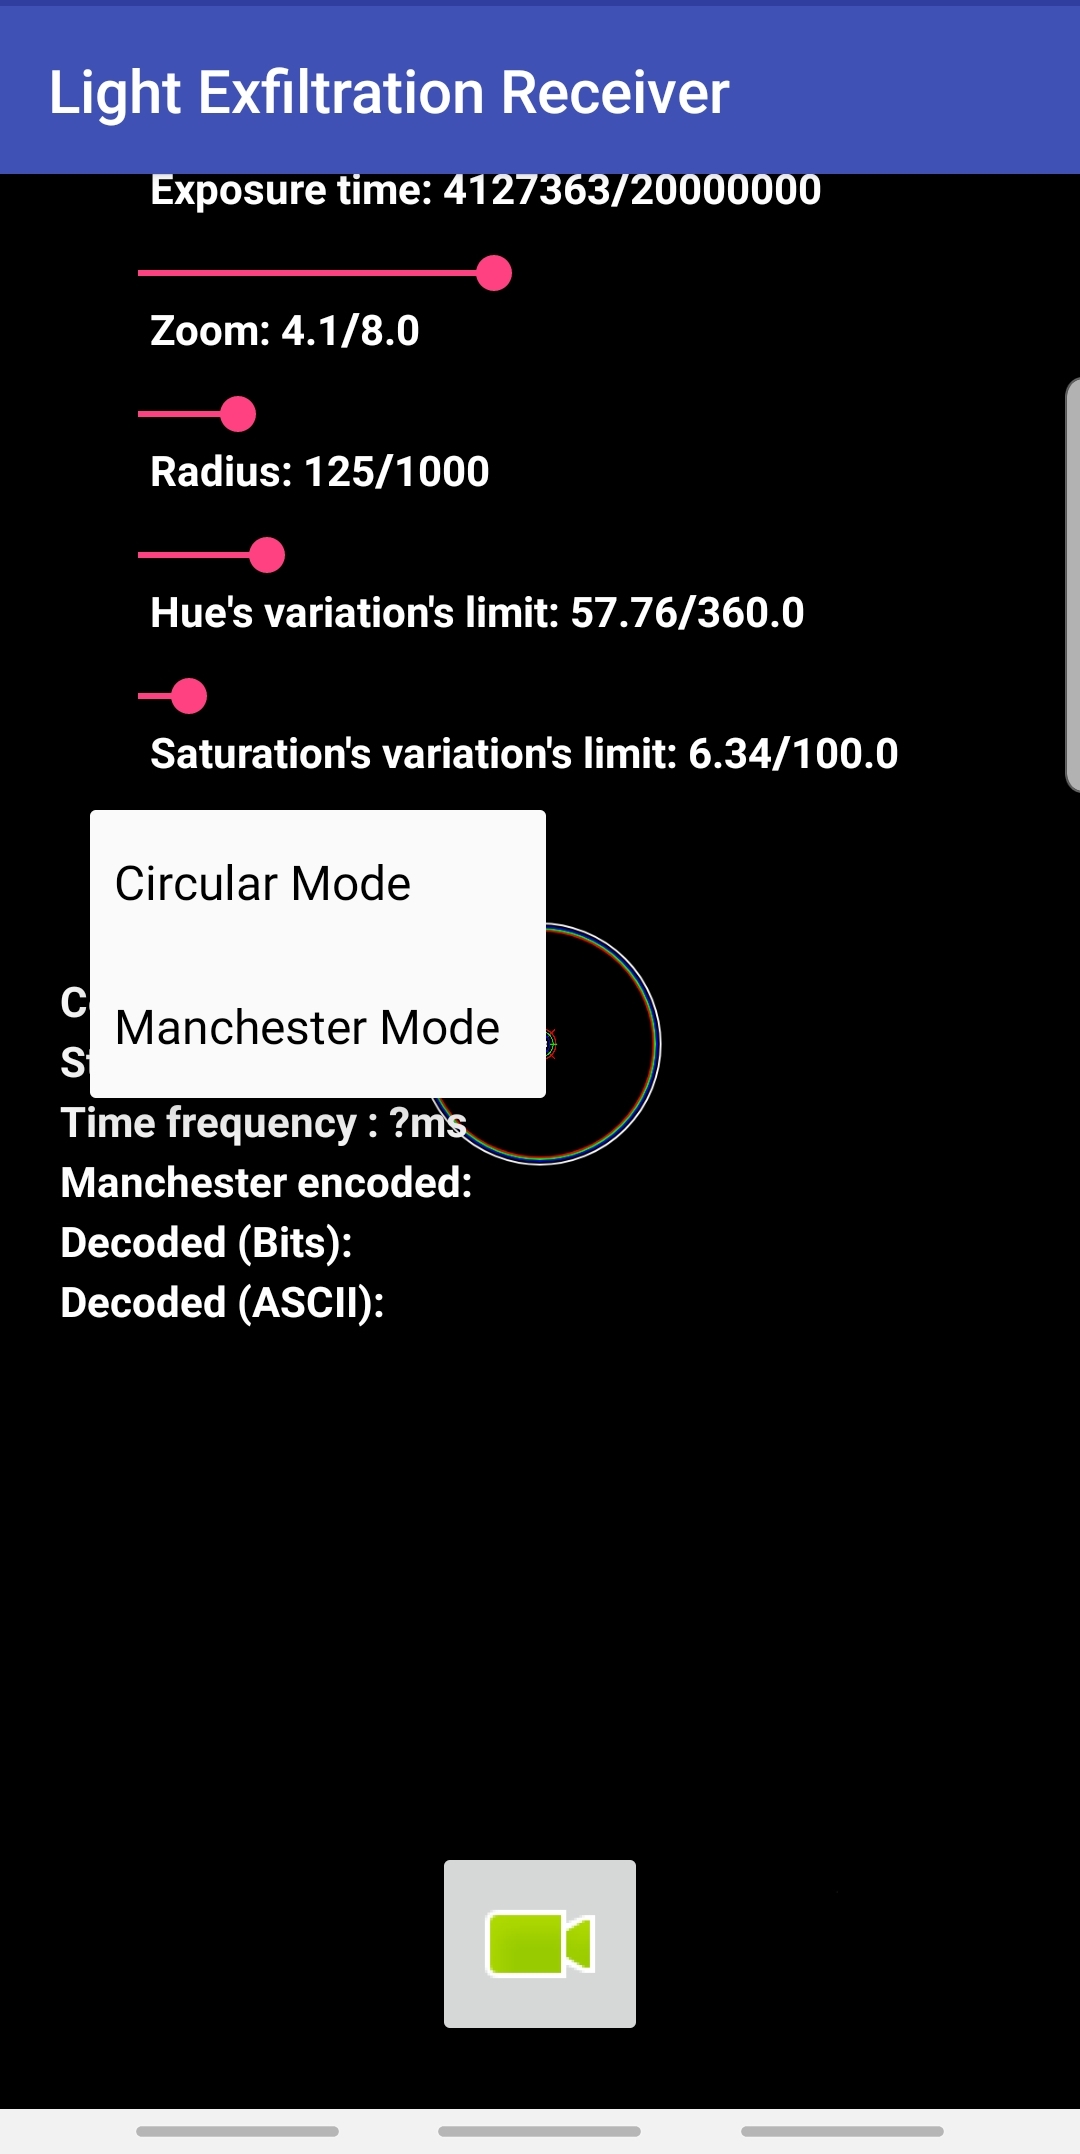 Light Exfiltration Receiver
Exposure time: 4127363/20000000
Zoom: 4.1/8.0
Radius: 125/1000
Hue's variation's limit: 57.76/360.0
Saturation's variation's limit: 6.34/100.0
Circular Mode
Manchester Mode
Time frequency : ?ms
Manchester encoded:
Decoded (Bits):
Decoded (ASCII):